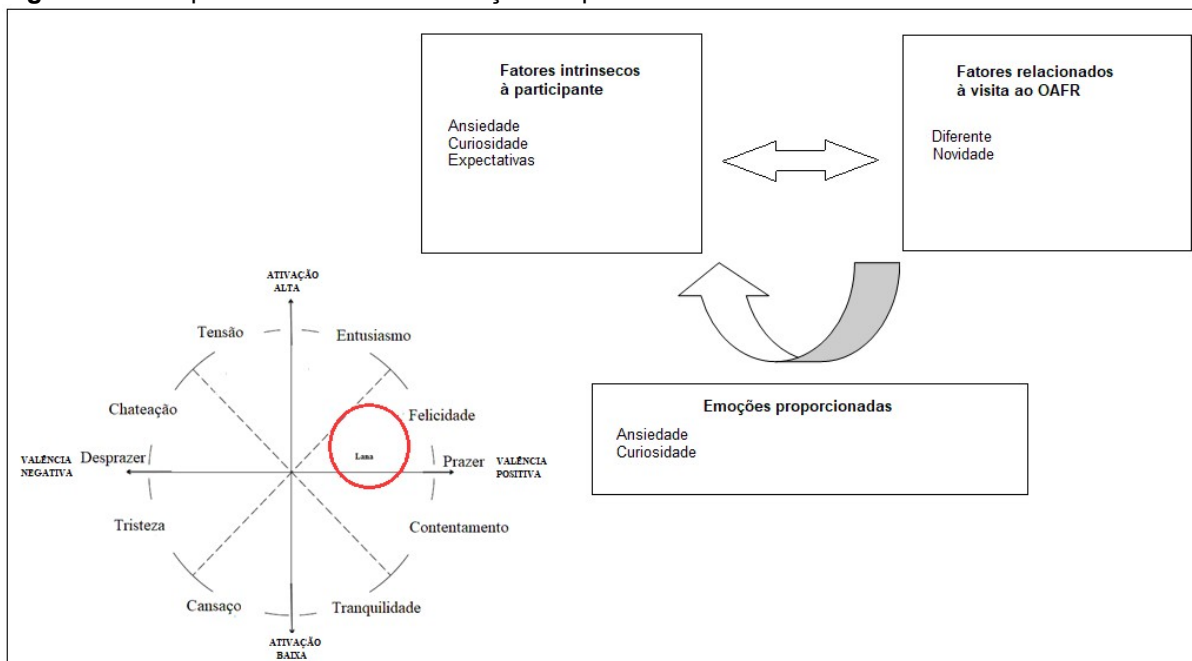 Fatores intrinsecos
à participante
Ansiedade
Curiosidade
Expectativas
Fatores relacionados
à visita ao OAFR
Diferente
Novidade
Emoções proporcionadas
Ansiedade
Curiosidade
ATIVAÇÃO
ALTA
Tensão
Entusiasmo
Chateação
Felicidade
VALÊNCIA
NEGATIVA
Desprazer
Lana
Prazer
VALÊNCIA
POSITIVA
Tristeza
Contentamento
Cansaço
Tranquilidade
ATIVAÇÃO
BAIXA